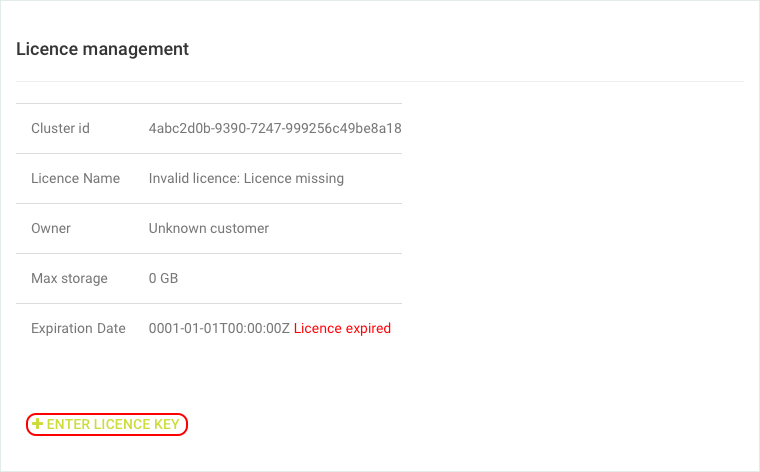 Licence management
Cluster id 4abc2d0b-9390-7247-999256c49be8a18
Licence Name Invalid licence: Licence missing
Owner Unknown customer
Max storage 0 GB
Expiration Date 0001-01-01T00:00:00Z Licence expired
+ ENTER LICENCE KEY